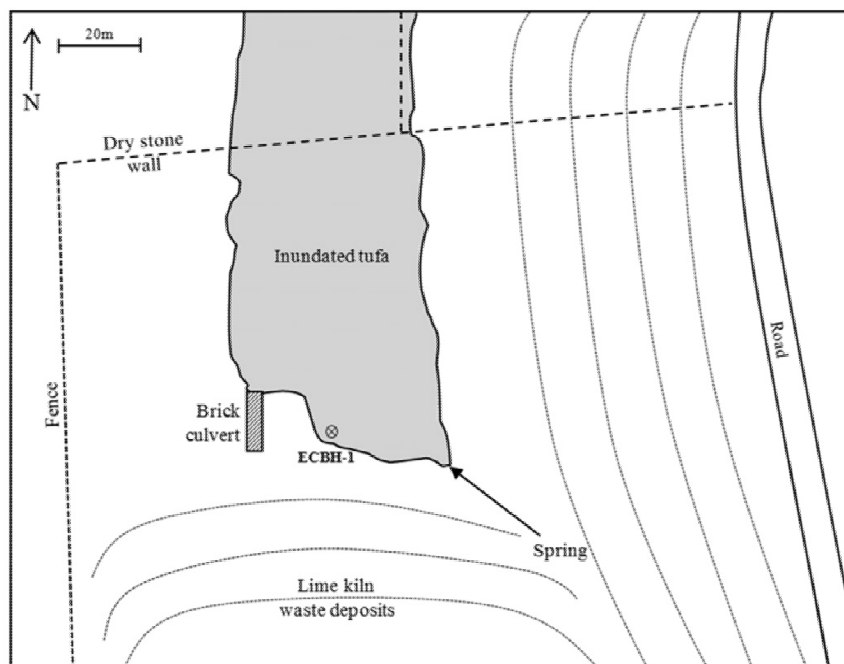 20m
N
Dry stone
wall
Inundated tufa
Road
Fence
Brick
culvert
ECBH-1
Spring
Lime kiln
waste deposits